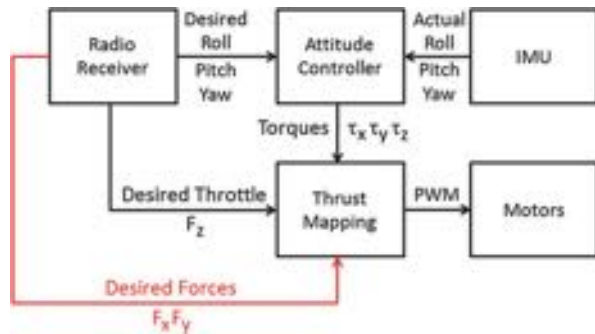 Radio
Receiver
Desired
Roll
Pitch
Yaw
Attitude
Controller
Actual
Roll
Pitch
Yaw
IMU
Torques
τx τy τz
Desired Throttle
Fz
Thrust
Mapping
PWM
Motors
Desired Forces
FxFy